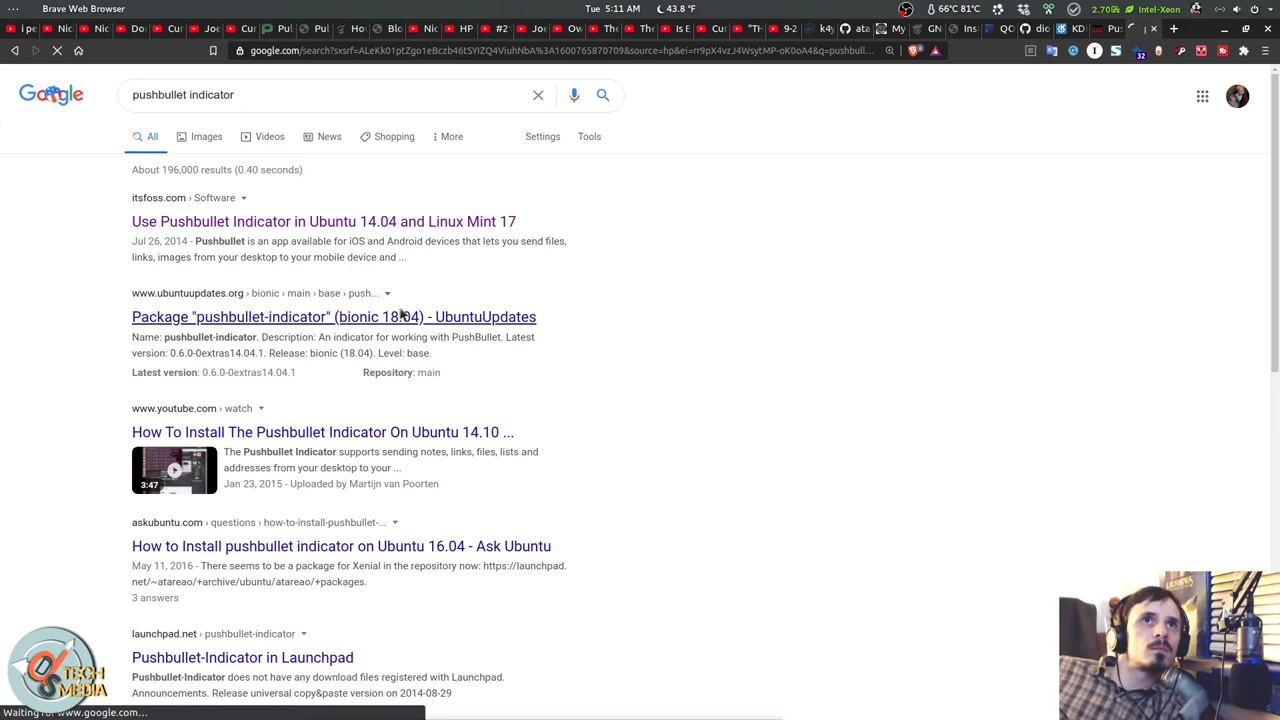 Brave Web Browser
Tue, 5:11 AM
43.8 °F
66°C 81°C
2.70㎓
Intel-Xeon
google.com/search?sxsrf=ALeKk01ptZgo1eBczb46tSYIZQ4ViuhNbA%3A1600765870709&source=hp&ei=rr9pX4vzJ4WsytMP-oK0oA4&q=pushbull...
32
Google
pushbullet indicator
All
Images
Videos
News
Shopping
More
Settings
Tools
About 196,000 results (0.40 seconds)
itsfoss.com › Software
Use Pushbullet Indicator in Ubuntu 14.04 and Linux Mint 17
Jul 26, 2014 - Pushbullet is an app available for iOS and Android devices that lets you send files,
links, images from your desktop to your mobile device and ...
www.ubuntuupdates.org › bionic › main › base › push...
Package "pushbullet-indicator" (bionic 18.04) - UbuntuUpdates
Name: pushbullet-indicator. Description: An indicator for working with PushBullet. Latest
version: 0.6.0-0extras14.04.1. Release: bionic (18.04). Level: base.
Latest version: 0.6.0-0extras14.04.1
Repository: main
www.youtube.com › watch
How To Install The Pushbullet Indicator On Ubuntu 14.10 ...
The Pushbullet Indicator supports sending notes, links, files, lists and
addresses from your desktop to your ...
3:47
Jan 23, 2015 - Uploaded by Martijn van Poorten
askubuntu.com › questions › how-to-install-pushbullet-...
How to Install pushbullet indicator on Ubuntu 16.04 - Ask Ubuntu
May 11, 2016 - There seems to be a package for Xenial in the repository now: https://launchpad.
net/~atareao/+archive/ubuntu/atareao/+packages.
3 answers
launchpad.net › pushbullet-indicator
Pushbullet-Indicator in Launchpad
Pushbullet-Indicator does not have any download files registered with Launchpad.
Announcements. Release universal copy&paste version on 2014-08-29
TECH
MEDIA